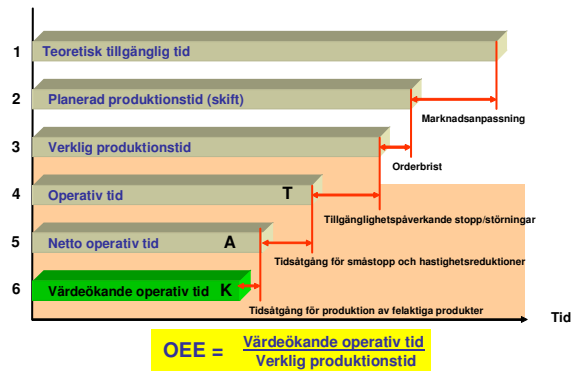 1 Teoretisk tillgänglig tid
2 Planerad produktionstid (skift)
Marknadsanpassning
3 Verklig produktionstid
Orderbrist
4 Operativ tid T
Tillgänglighetspåverkande stopp/störningar
5 Netto operativ tid A
Tidsåtgång för småstopp och hastighetsreduktioner
6 Värdeökande operativ tid K
Tidsåtgång för produktion av felaktiga produkter
Tid
OEE = Värdeökande operativ tid
Verklig produktionstid